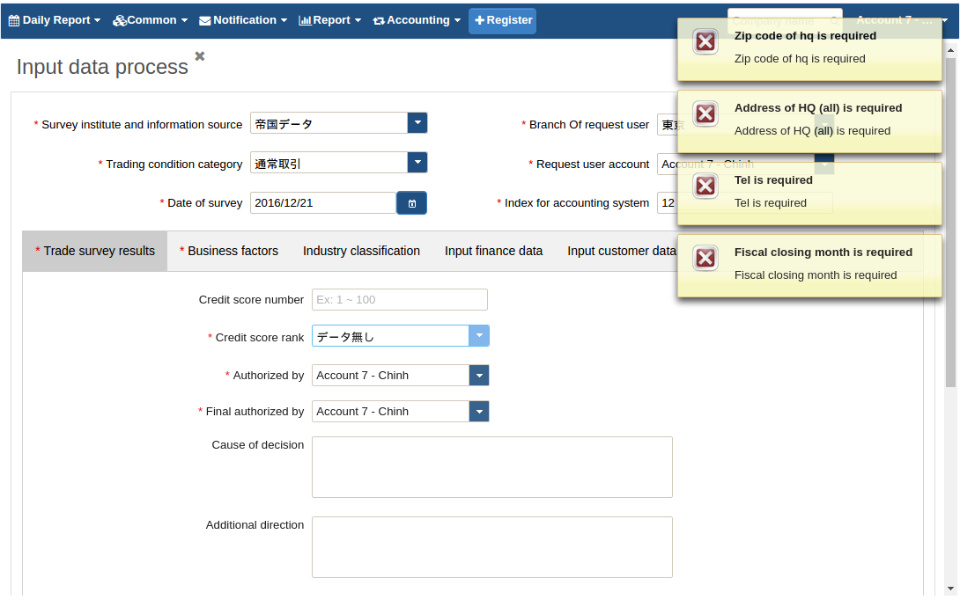 Daily Report Common Notification Report Accounting Register Account 7 - ...
Input data process
Zip code of hq is required
Zip code of hq is required
* Survey institute and information source 帝国データ
* Branch Of request user 東京
Address of HQ (all) is required
Address of HQ (all) is required
* Trading condition category 通常取引
* Request user account Account 7 - Chinh
Tel is required
Tel is required
* Date of survey 2016/12/21
* Index for accounting system 12
Fiscal closing month is required
Fiscal closing month is required
* Trade survey results * Business factors Industry classification Input finance data Input customer data
Credit score number Ex: 1 ~ 100
* Credit score rank データ無し
* Authorized by Account 7 - Chinh
* Final authorized by Account 7 - Chinh
Cause of decision
Additional direction